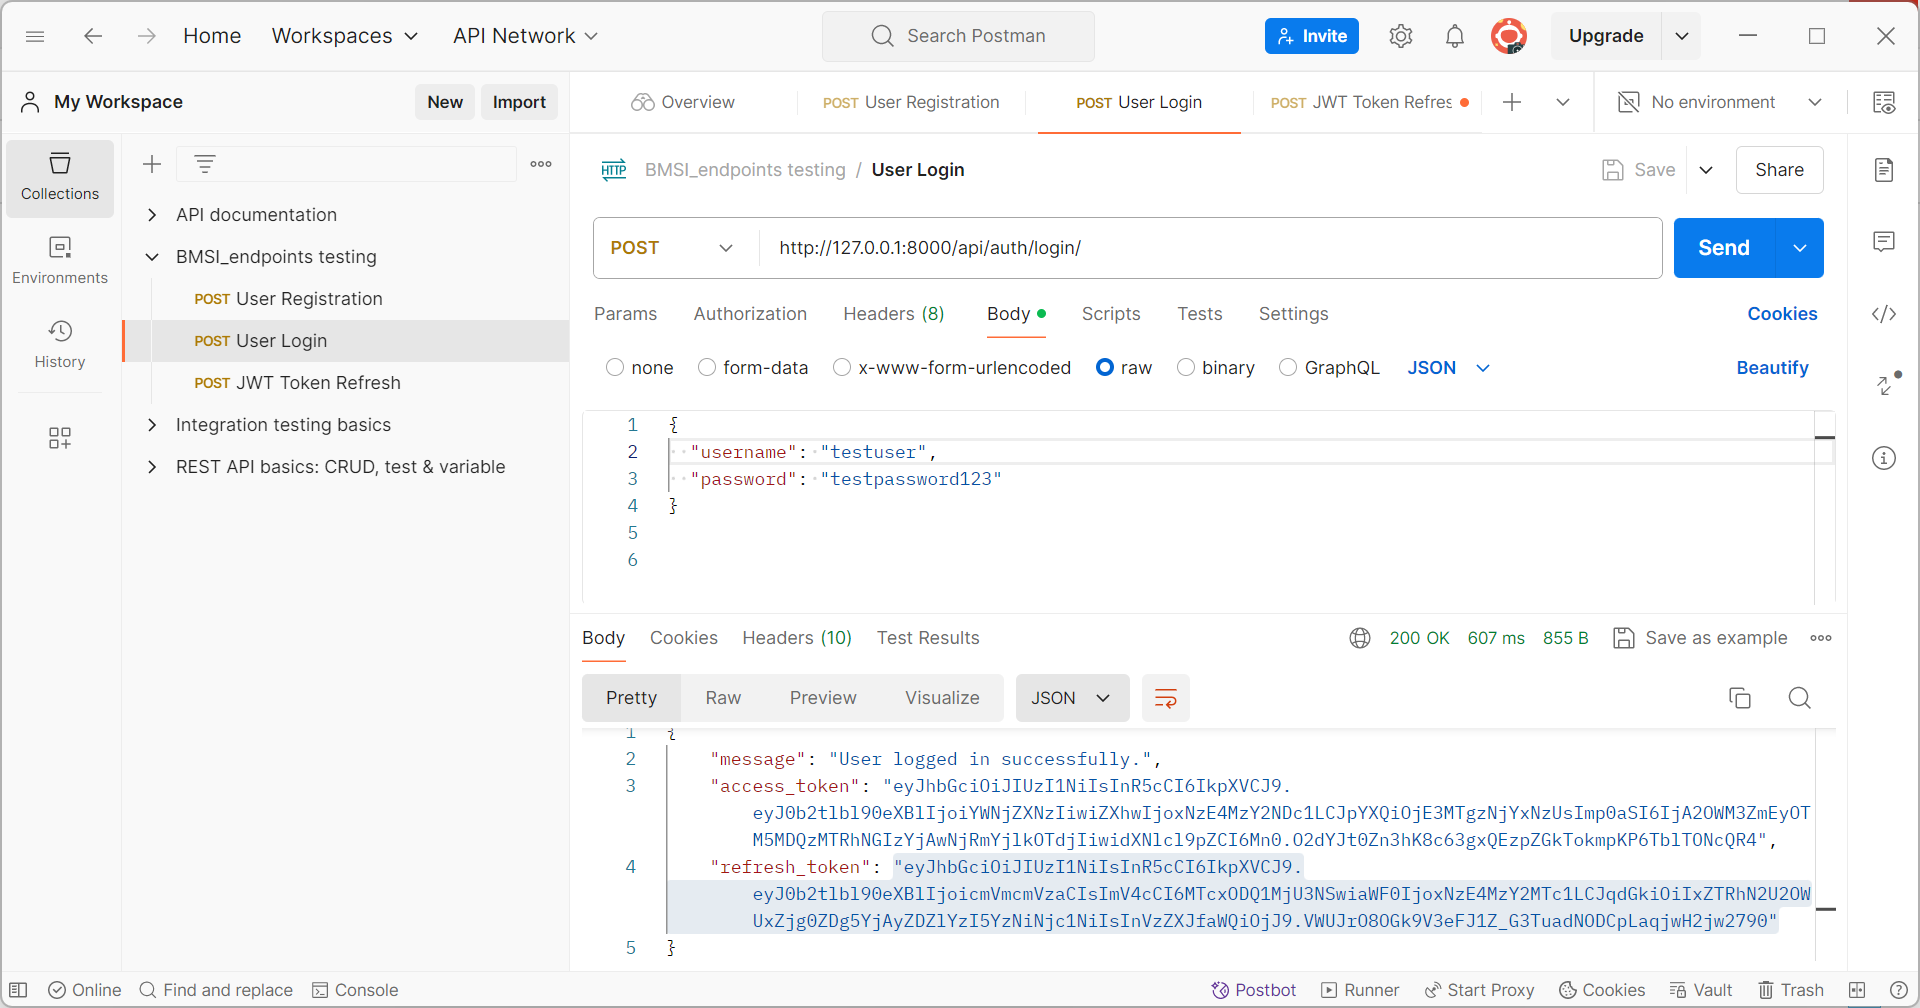 Home Workspaces API Network Search Postman Invite Upgrade
My Workspace New Import Overview POST User Registration POST User Login POST JWT Token Refres No environment
Collections
Environments
History
API documentation
BMSI_endpoints testing
POST User Registration
POST User Login
POST JWT Token Refresh
Integration testing basics
REST API basics: CRUD, test & variable
HTTP BMSI_endpoints testing / User Login Save Share
POST http://127.0.0.1:8000/api/auth/login/ Send
Params Authorization Headers (8) Body Scripts Tests Settings Cookies
none form-data x-www-form-urlencoded raw binary GraphQL JSON Beautify
1 {
2 "username": "testuser",
3 "password": "testpassword123"
4 }
5
6
Body Cookies Headers (10) Test Results 200 OK 607 ms 855 B Save as example
Pretty Raw Preview Visualize JSON
1 {
2 "message": "User logged in successfully.",
3 "access_token": "eyJhbGciOiJIUzI1NiIsInR5cCI6IkpXVCJ9.
eyJ0b2tlbl90eXBlIjoiYWNjZXNzIiwiZXhwIjoxNzE4MzY2NDc1LCJpYXQiOjE3MTgzNjYxNzUsImp0aSI6IjA2OWM3ZmEyOT
M5MDQzMTRhNGIzYjAwNjRmYjlkOTdjIiwidXNlcl9pZCI6Mn0.O2dYJt0Zn3hK8c63gxQEzpZGkTokmpKP6TblTONcQR4",
4 "refresh_token": "eyJhbGciOiJIUzI1NiIsInR5cCI6IkpXVCJ9.
eyJ0b2tlbl90eXBlIjoicmVmcmVzaCIsImV4cCI6MTcxODQ1MjU3NSwiaWF0IjoxNzE4MzY2MTc1LCJqdGkiOiIxZTRhN2U2OW
UxZjg0ZDg5YjAyZDZlYzI5YzNiNjc1NiIsInVzZXJfaWQiOjJ9.VWUJrO8OGk9V3eFJ1Z_G3TuadNODCpLaqjwH2jw2790"
5 }
Online Find and replace Console Postbot Runner Start Proxy Cookies Vault Trash